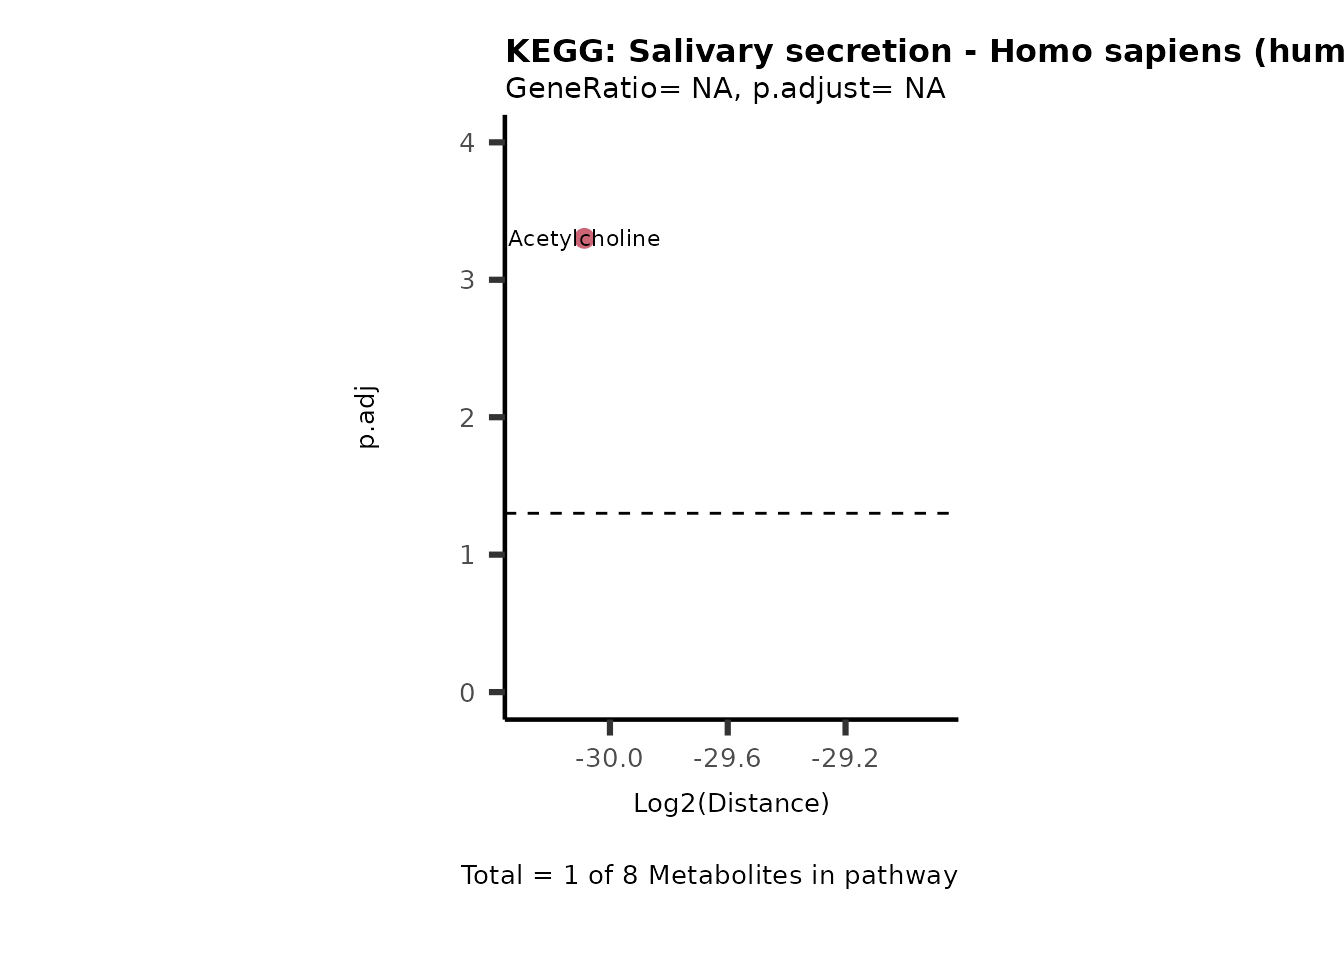 KEGG: Salivary secretion - Homo sapiens (hum
GeneRatio= NA, p.adjust= NA
4
Acetylcholine
3
p.adj
2
1
0
-30.0 -29.6 -29.2
Log2(Distance)
Total = 1 of 8 Metabolites in pathway